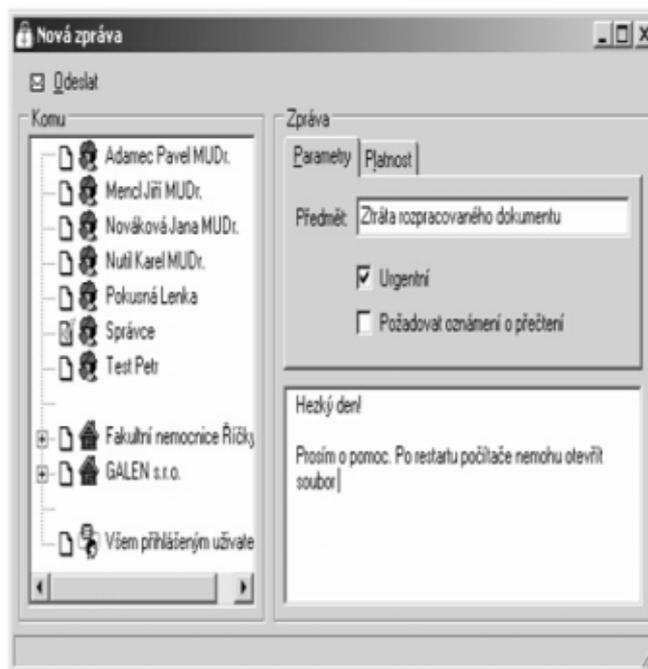 Nová zpráva
Odeslat
Komu
Adamec Pavel MUDr.
Mencl Jiří MUDr.
Nováková Jana MUDr.
Nutil Karel MUDr.
Pokusná Lenka
Správce
Test Petr
Fakultní nemocnice Říčky
GALEN s.r.o.
Všem přihlášeným uživate
Zpráva
Parametry
Platnost
Předmět: Ztráta rozpracovaného dokumentu
Urgentní
Požadovat oznámení o přečtení
Hezký den!
Prosím o pomoc. Po restartu počítače nemohu otevřít
soubor